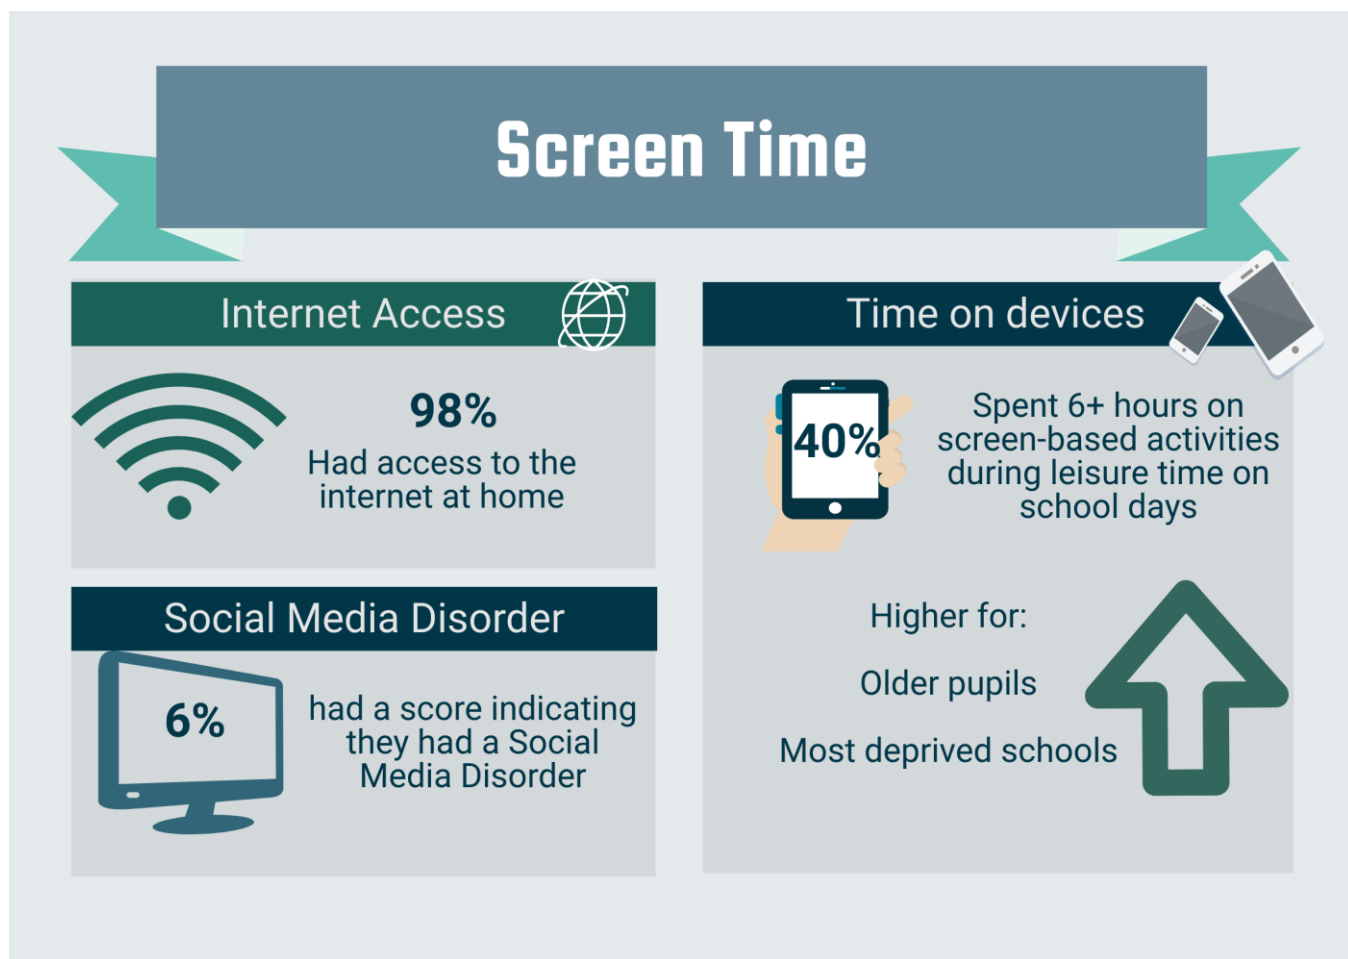 Screen Time
Internet Access
98%
Had access to the
internet at home
Social Media Disorder
6%
had a score indicating
they had a Social
Media Disorder
Time on devices
40%
Spent 6+ hours on
screen-based activities
during leisure time on
school days
Higher for:
Older pupils
Most deprived schools